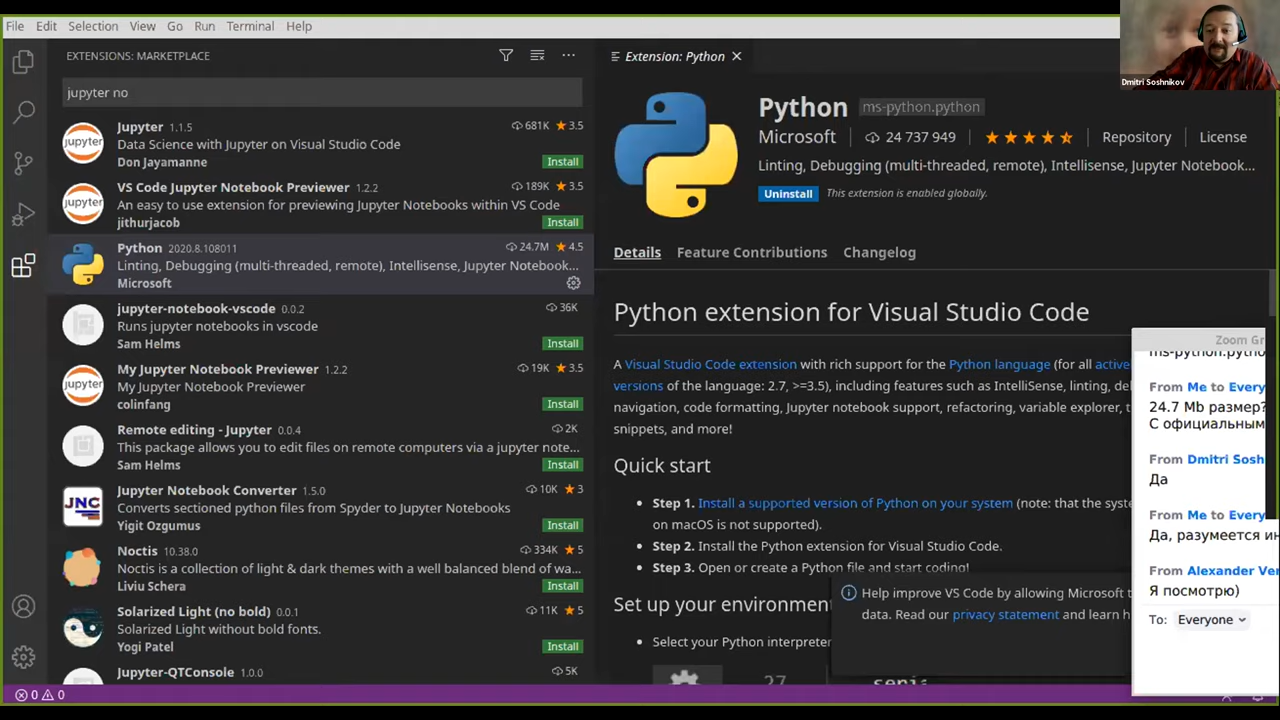 File Edit Selection View Go Run Terminal Help
Dmitri Soshnikov
EXTENSIONS: MARKETPLACE
jupyter no
Jupyter 1.1.5 681K 3.5
Data Science with Jupyter on Visual Studio Code
Don Jayamanne Install
VS Code Jupyter Notebook Previewer 1.2.2 189K 3.5
An easy to use extension for previewing Jupyter Notebooks within VS Code
jithurjacob Install
Python 2020.8.108011 24.7M 4.5
Linting, Debugging (multi-threaded, remote), Intellisense, Jupyter Notebook...
Microsoft
jupyter-notebook-vscode 0.0.2 36K
Runs jupyter notebooks in vscode
Sam Helms Install
My Jupyter Notebook Previewer 1.2.2 19K 3.5
My Jupyter Notebook Previewer
colinfang Install
Remote editing - Jupyter 0.0.4 2K
This package allows you to edit files on remote computers via a jupyter note...
Sam Helms Install
Jupyter Notebook Converter 1.5.0 10K 3
Converts sectioned python files from Spyder to Jupyter Notebooks
Yigit Ozgumus Install
Noctis 10.38.0 334K 5
Noctis is a collection of light & dark themes with a well balanced blend of wa...
Liviu Schera Install
Solarized Light (no bold) 0.0.1 11K 5
Solarized Light without bold fonts.
Yogi Patel Install
Jupyter-QTConsole 1.0.0 5K
jupyter
jupyter
jupyter
JNC
Extension: Python
Python ms-python.python
Microsoft 24 737 949 Repository License
Linting, Debugging (multi-threaded, remote), Intellisense, Jupyter Notebook...
Uninstall This extension is enabled globally.
Details Feature Contributions Changelog
Python extension for Visual Studio Code
A Visual Studio Code extension with rich support for the Python language (for all active
versions of the language: 2.7, >=3.5), including features such as IntelliSense, linting, de
navigation, code formatting, Jupyter notebook support, refactoring, variable explorer, t
snippets, and more!
Quick start
Step 1. Install a supported version of Python on your system (note: that the syste
on macOS is not supported).
Step 2. Install the Python extension for Visual Studio Code.
Step 3. Open or create a Python file and start coding!
Set up your environmen
Select your Python interpreter
27
Help improve VS Code by allowing Microsoft t
data. Read our privacy statement and learn h
Zoom Gr
ms-python.pytho
From Me to Every
24.7 Mb размер?
С официальным
From Dmitri Sosh
Да
From Me to Every
Да, разумеется ин
From Alexander Ver
Я посмотрю)
To: Everyone
0 0